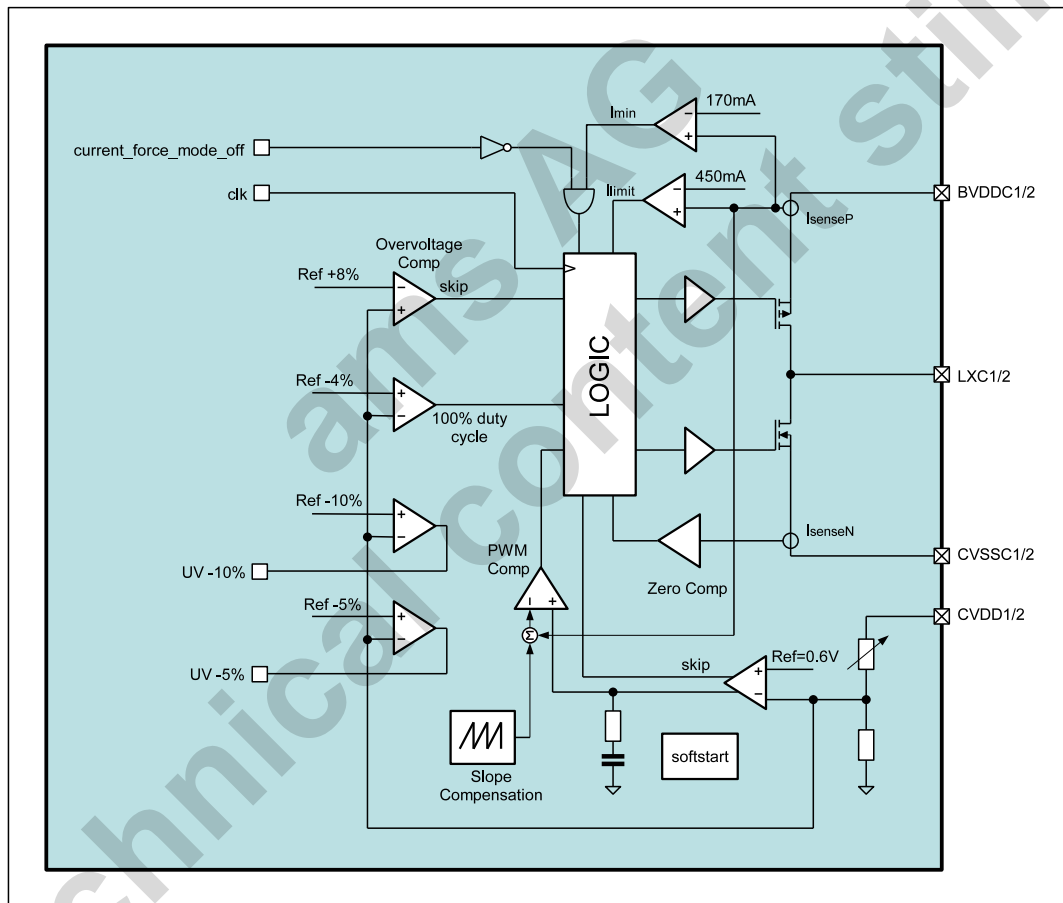 170mA
Imin
current_force_mode_off
450mA
clk
Ilimit
BVDDC1/2
IsenseP
Overvoltage
Comp
Ref +8%
skip
LOGIC
Ref -4%
LXC1/2
100% duty
cycle
Ref -10%
IsenseN
PWM
Comp
CVSSC1/2
UV -10%
Zero Comp
Ref -5%
CVDD1/2
Σ
Ref=0.6V
skip
UV -5%
softstart
Slope
Compensation
ams AG
chnical content still